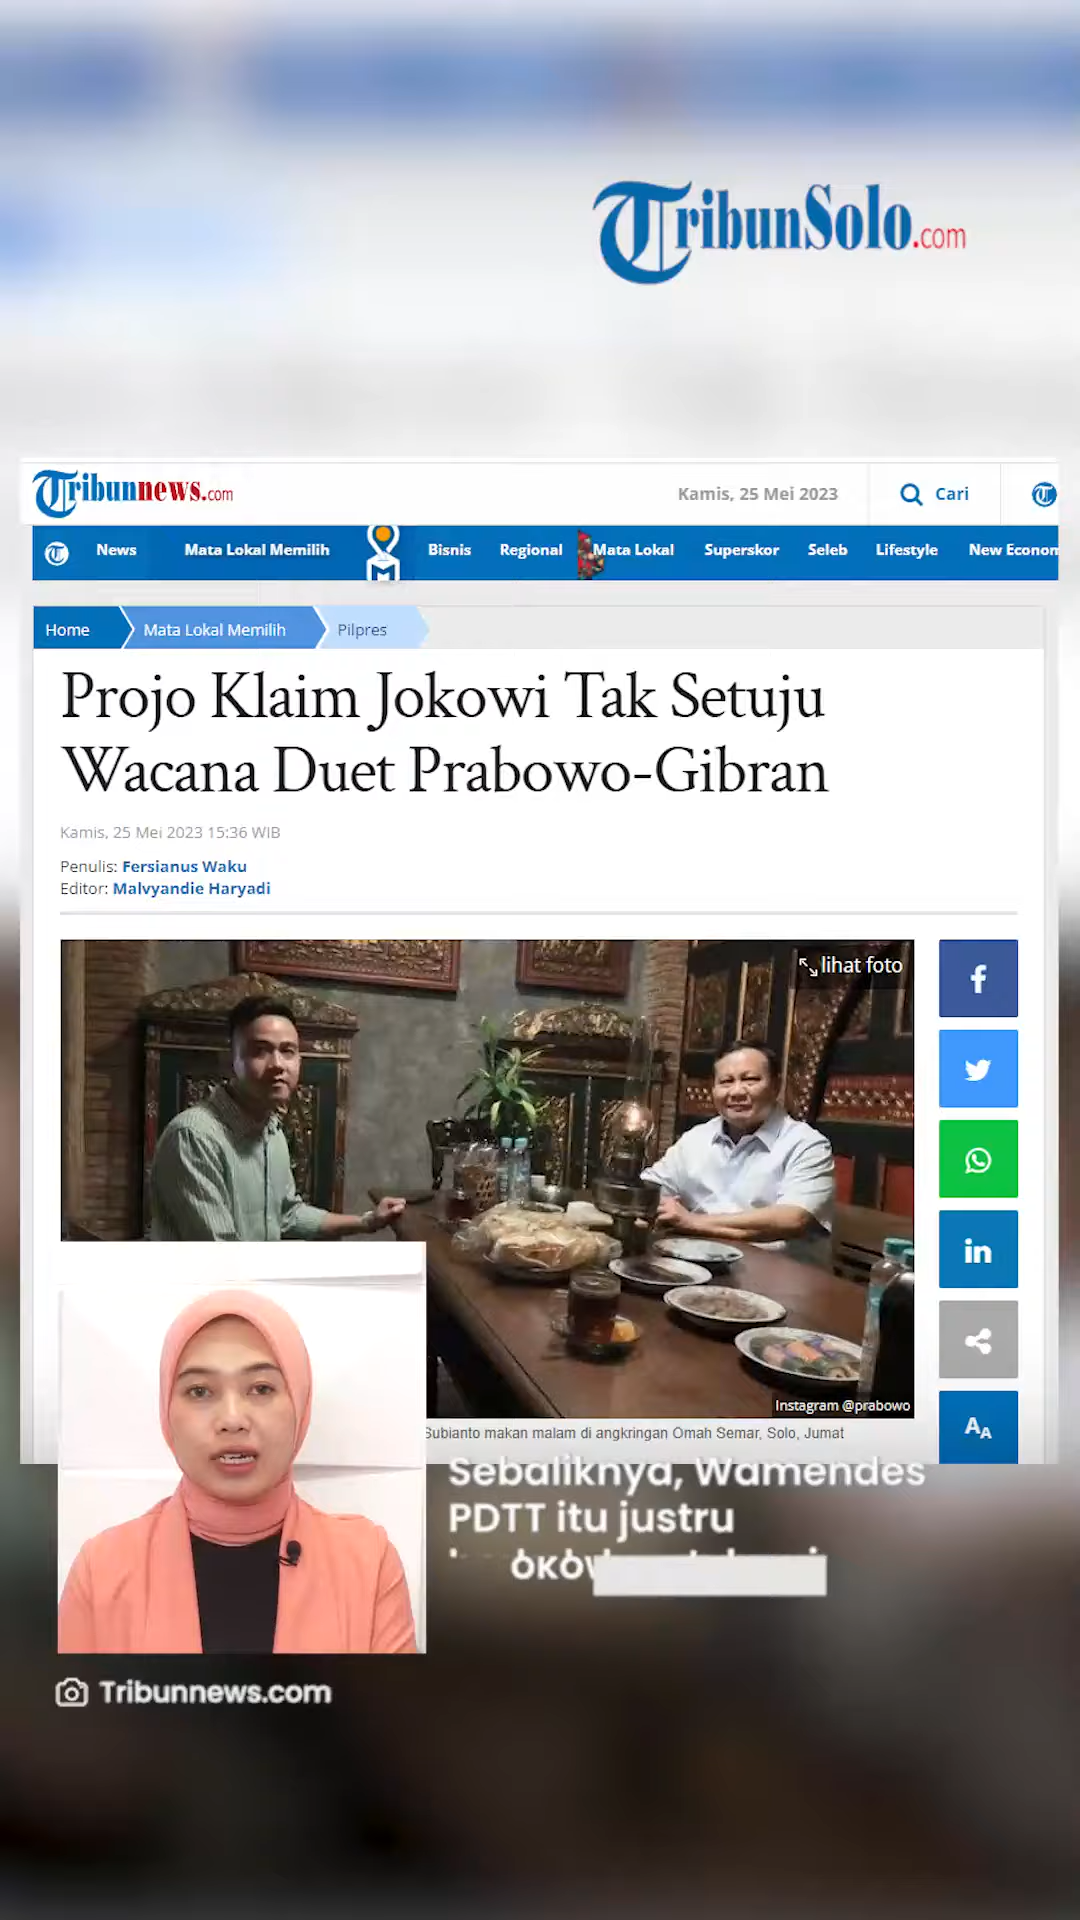 TribunSolo.com
Tribunnews.com
Kamis, 25 Mei 2023
Cari
News
Mata Lokal Memilih
Bisnis
Regional
Mata Lokal
Superskor
Seleb
Lifestyle
New Econom
Home
Mata Lokal Memilih
Pilpres
Projo Klaim Jokowi Tak Setuju
Wacana Duet Prabowo-Gibran
Kamis, 25 Mei 2023 15:36 WIB
Penulis: Fersianus Waku
Editor: Malvyandie Haryadi
lihat foto
Instagram @prabowo
Subianto makan malam di angkringan Omah Semar, Solo, Jumat
Sebaliknya, Wamendes
PDTT itu justru
Tribunnews.com